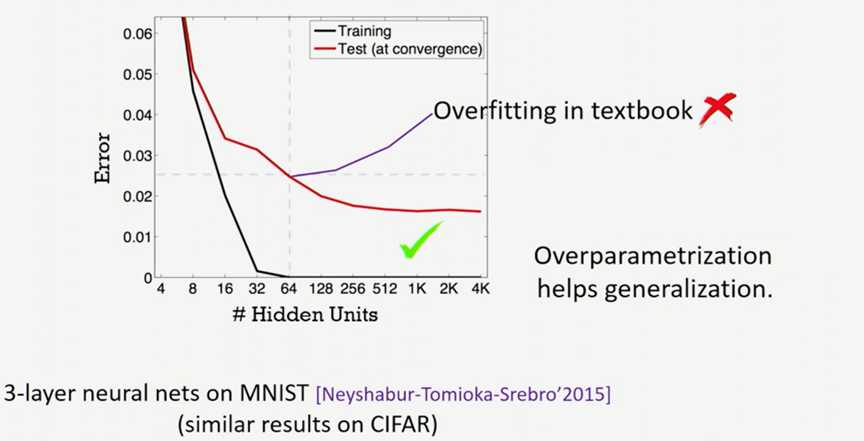 0.06
0.05
0.04
0.03
0.02
0.01
0
Error
Training
Test (at convergence)
Overfitting in textbook
4 8 16 32 64 128 256 512 1K 2K 4K
# Hidden Units
Overparametrization
helps generalization.
3-layer neural nets on MNIST [Neyshabur-Tomioka-Srebro’2015]
(similar results on CIFAR)